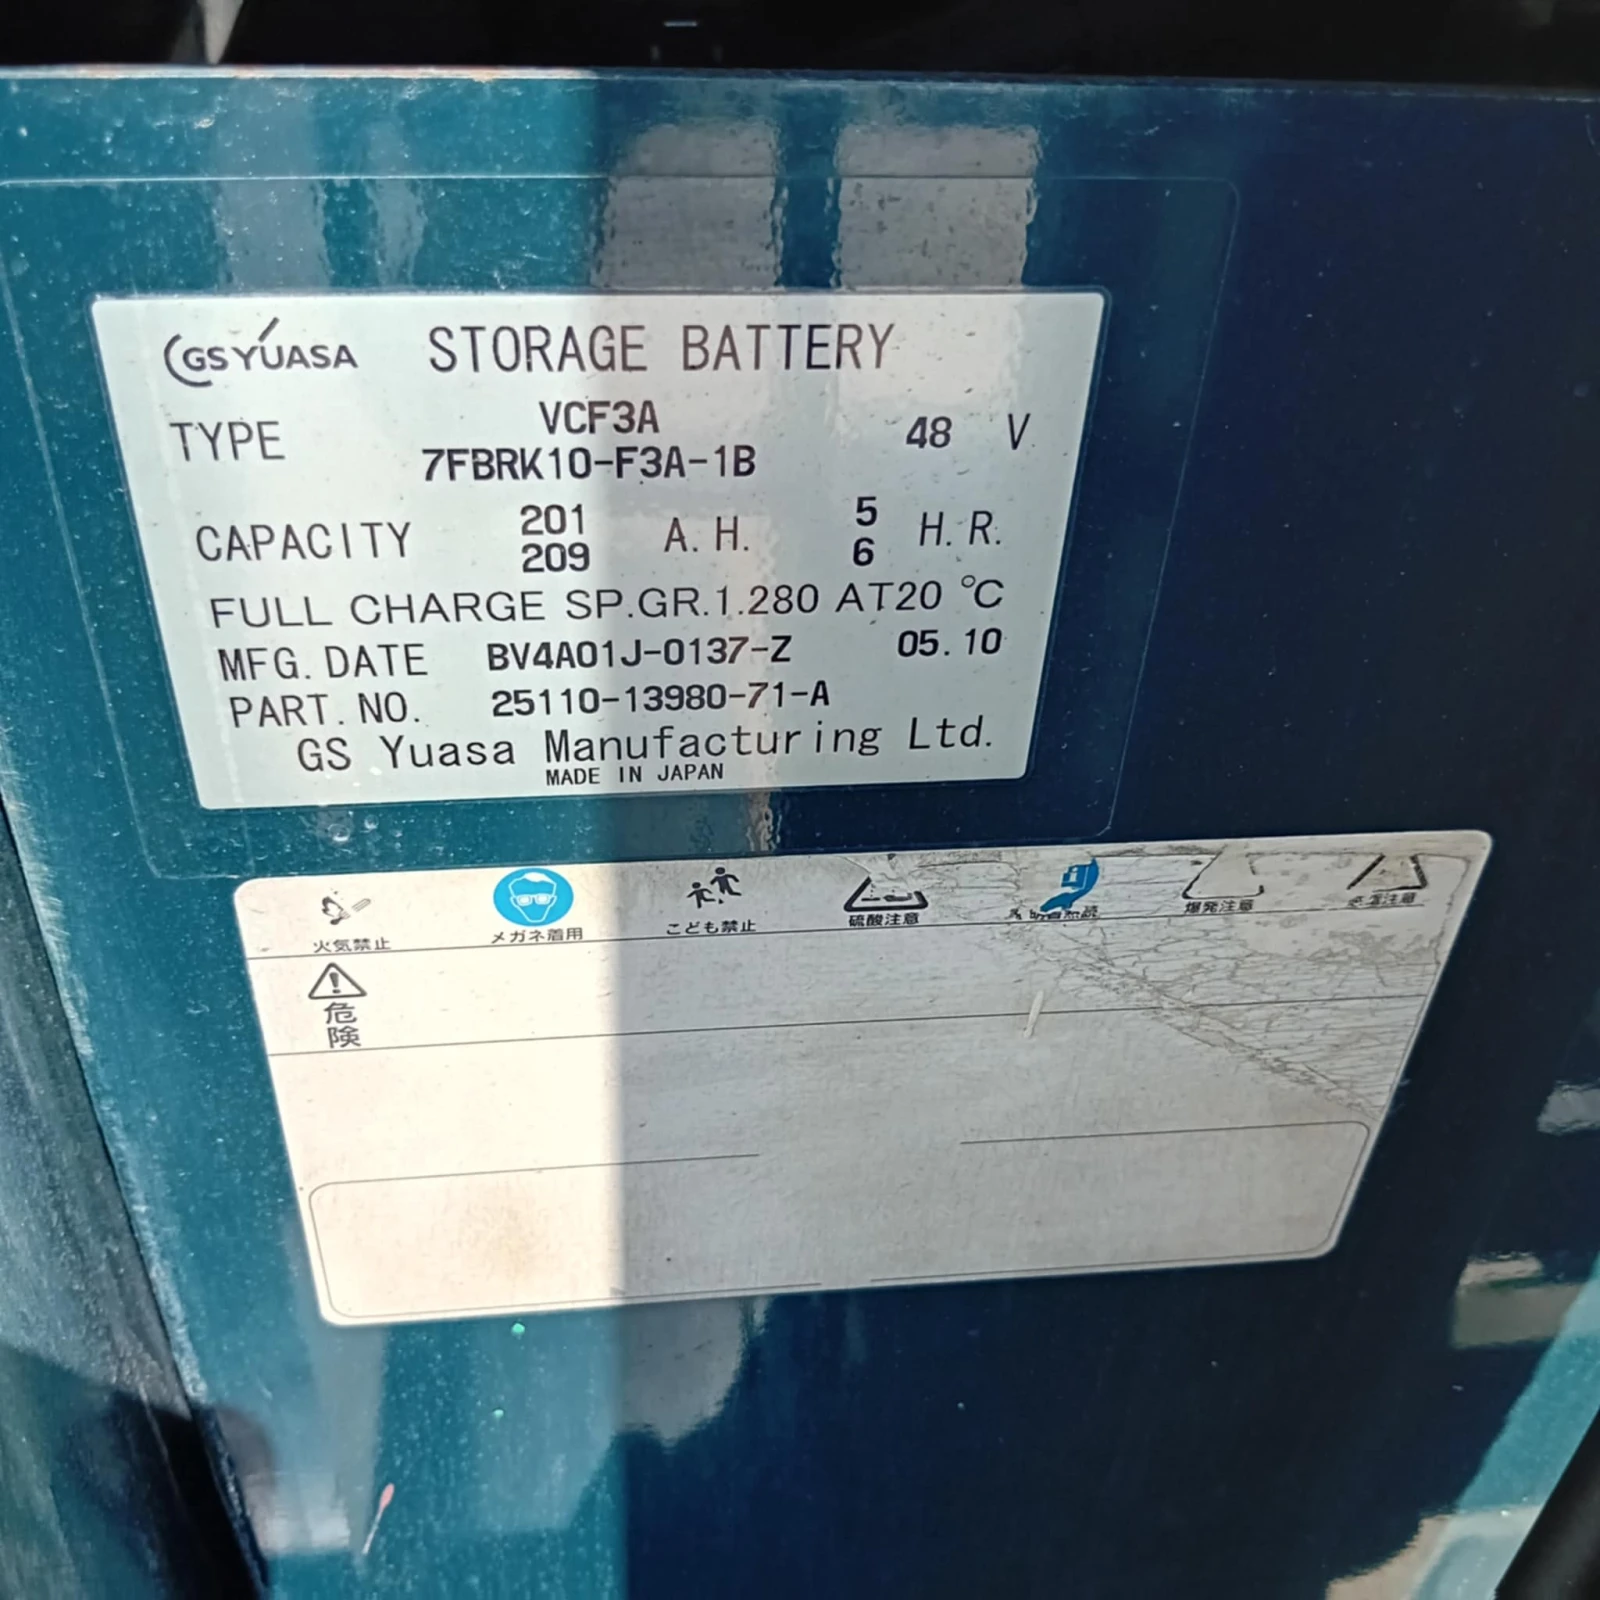 GS YUASA STORAGE BATTERY
TYPE VCF3A 48 V
7FBRK10-F3A-1B
CAPACITY 201 A.H. 5 H.R.
209 6
FULL CHARGE SP.GR.1.280 AT20 ℃
MFG.DATE BV4A01J-0137-Z 05.10
PART.NO. 25110-13980-71-A
GS Yuasa Manufacturing Ltd.
MADE IN JAPAN
火気禁止 メガネ着用 こども禁止 硫酸注意 爆発注意
危
険